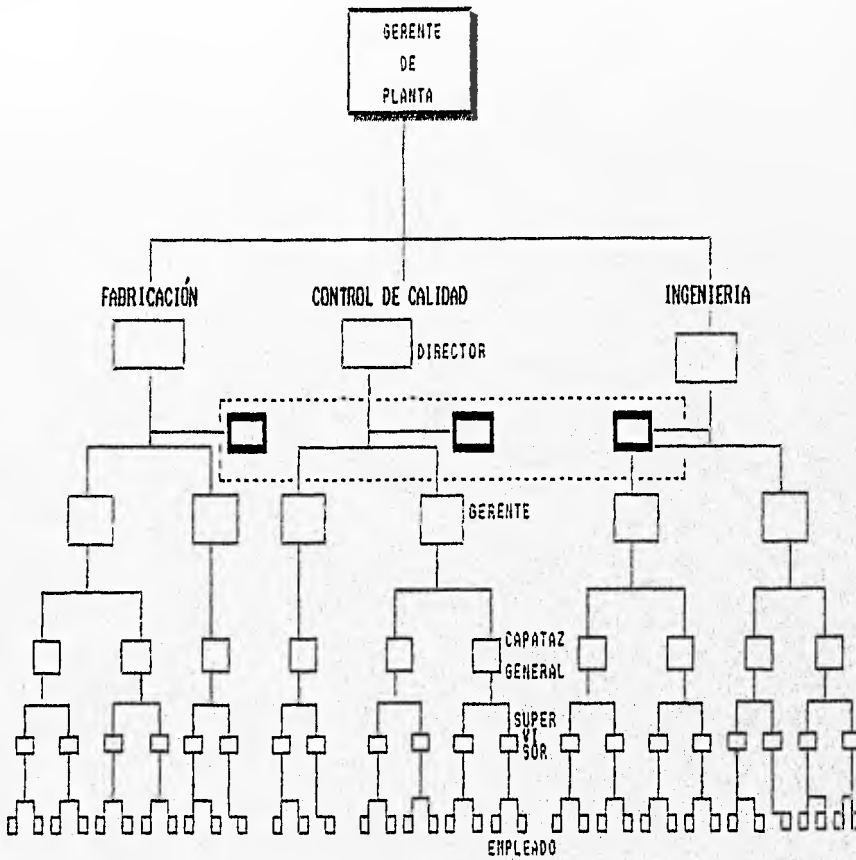 GERENTE
DE
PLANTA
FABRICACIÓN
CONTROL DE CALIDAD
INGENIERIA
DIRECTOR
GERENTE
CAPATAZ
GENERAL
SUPER
VI
SOR
EMPLEADO